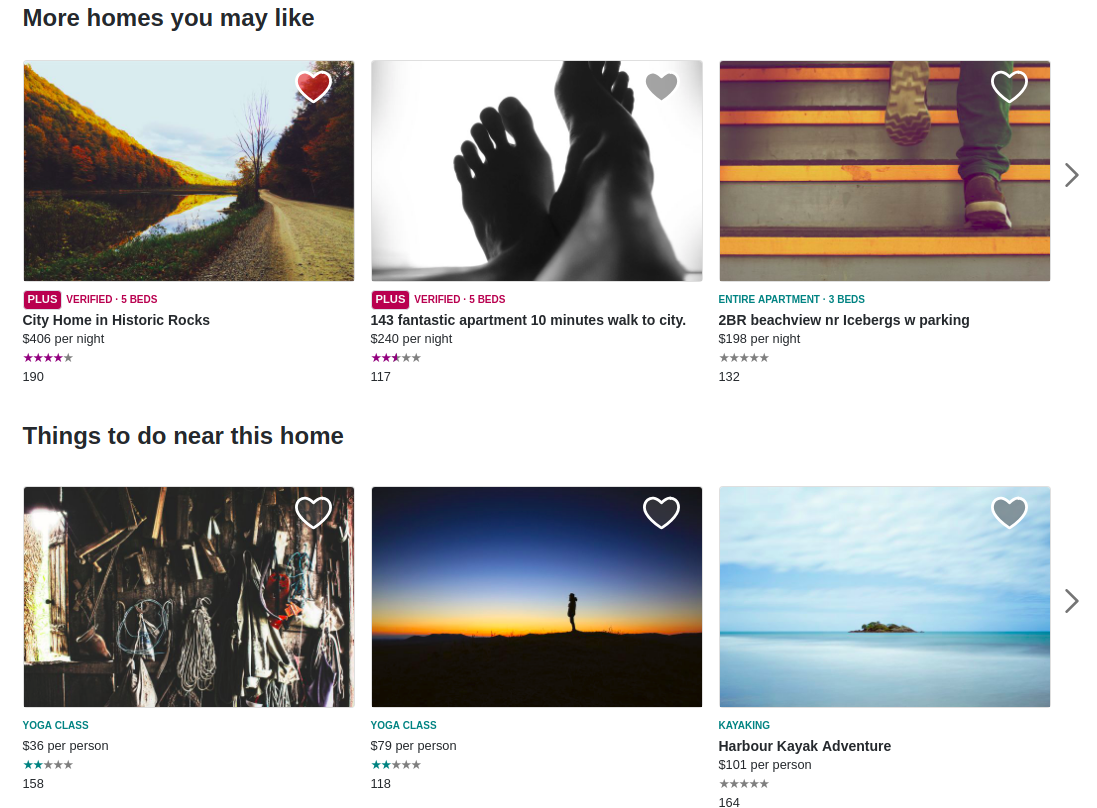 More homes you may like
PLUS VERIFIED · 5 BEDS
City Home in Historic Rocks
$406 per night
190
PLUS VERIFIED · 5 BEDS
143 fantastic apartment 10 minutes walk to city.
$240 per night
117
ENTIRE APARTMENT · 3 BEDS
2BR beachview nr Icebergs w parking
$198 per night
132
Things to do near this home
YOGA CLASS
$36 per person
158
YOGA CLASS
$79 per person
118
KAYAKING
Harbour Kayak Adventure
$101 per person
164